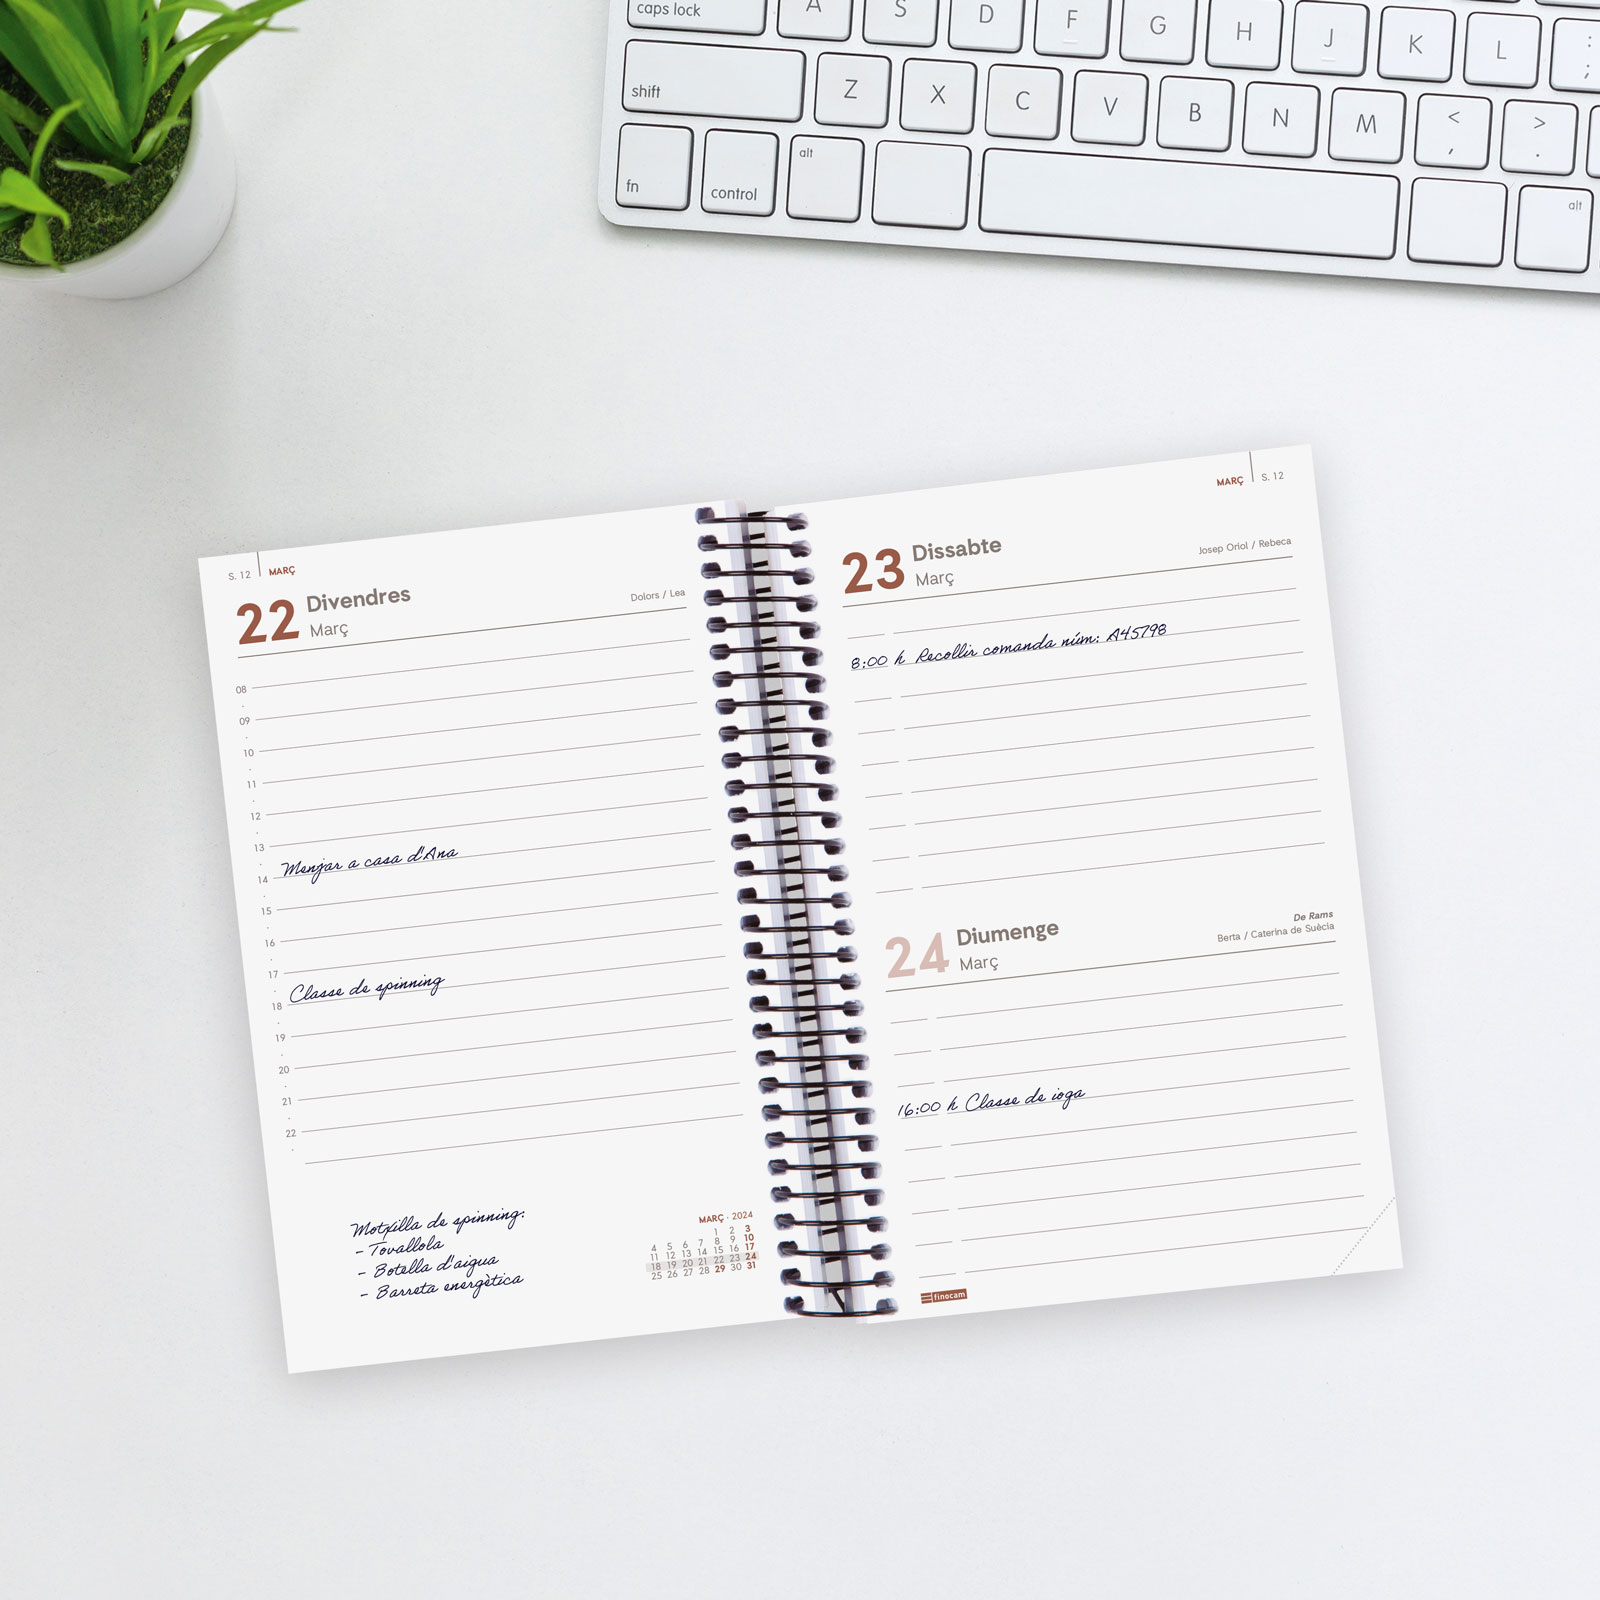 caps lock
A S D F G H J K L : ;
shift
Z X C V B N M < , > .
fn control alt alt
S. 12 MARÇ
22 Divendres
Març
Dolors / Lea
08
09
10
11
12
13
Menjar a casa d'Ana
14
15
16
17
Classe de spinning
18
19
20
21
22
Motxilla de spinning:
- Tovallola
- Botella d'aigua
- Barreta energètica
MARÇ · 2024
1 2 3
4 5 6 7 8 9 10
11 12 13 14 15 16 17
18 19 20 21 22 23 24
25 26 27 28 29 30 31
MARÇ S. 12
23 Dissabte
Març
Josep Oriol / Rebeca
8:00 h Recollir comanda núm: A45798
24 Diumenge
Març
De Rams
Berta / Caterina de Suècia
16:00 h Classe de ioga
finocam